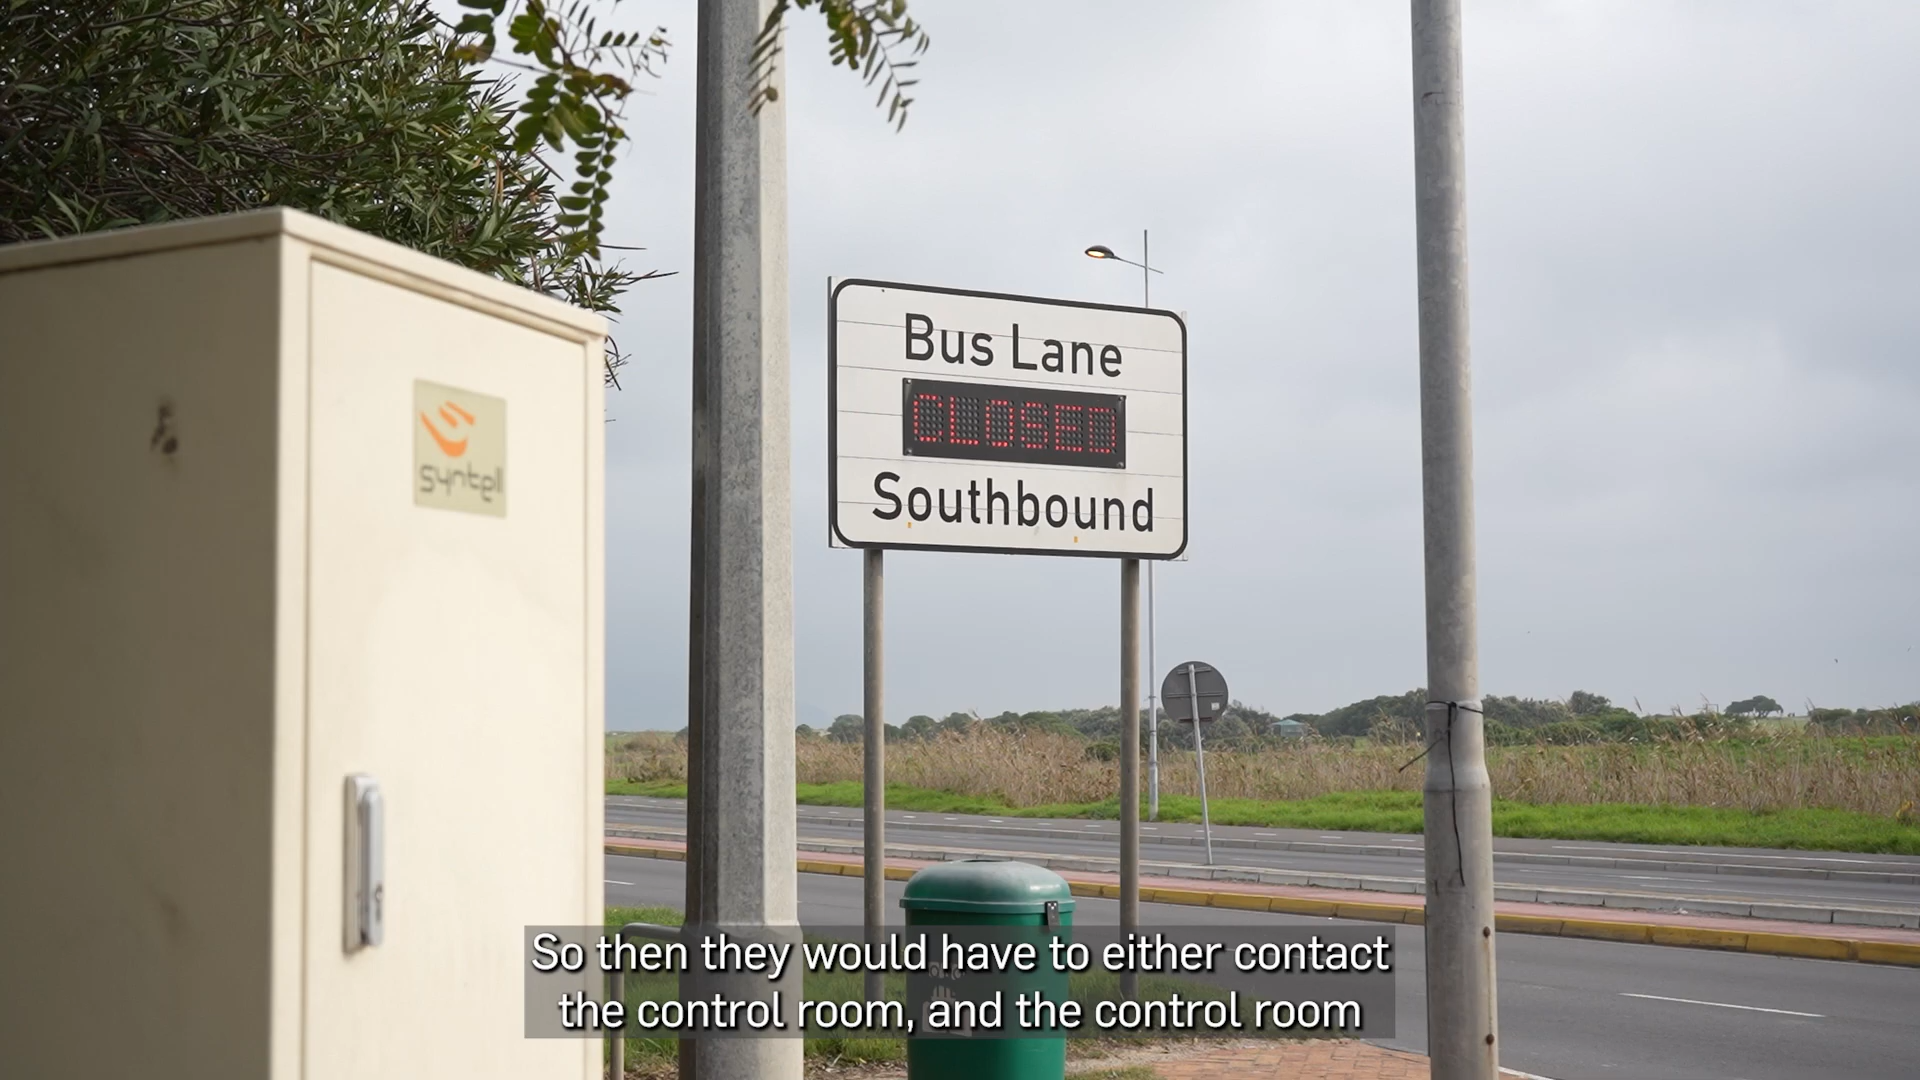 syntell
Bus Lane
CLOSED
Southbound
So then they would have to either contact
the control room, and the control room